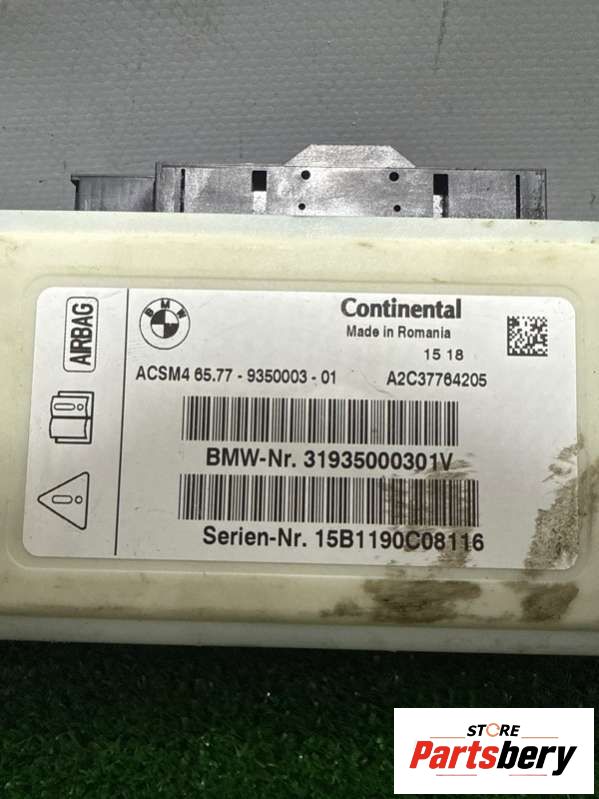 AIRBAG
BMW
Continental
Made in Romania
15 18
ACSM4 65.77 - 9350003 - 01 A2C37764205
BMW-Nr. 31935000301V
Serien-Nr. 15B1190C08116
STORE
Partsbery